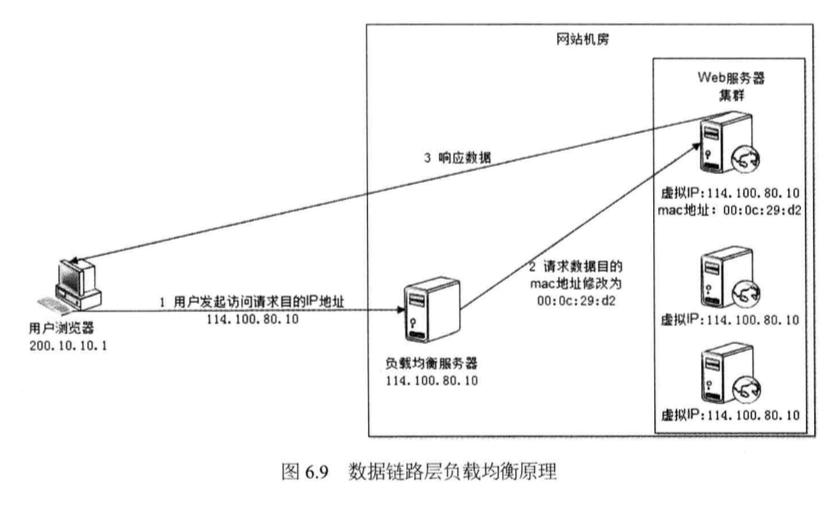 网站机房
Web服务器
集群
3 响应数据
虚拟IP:114.100.80.10
mac地址: 00:0c:29:d2
2 请求数据目的
mac地址修改为
00:0c:29:d2
1 用户发起访问请求目的IP地址
114.100.80.10
用户浏览器
200.10.10.1
负载均衡服务器
114.100.80.10
虚拟IP:114.100.80.10
虚拟IP:114.100.80.10
图 6.9 数据链路层负载均衡原理